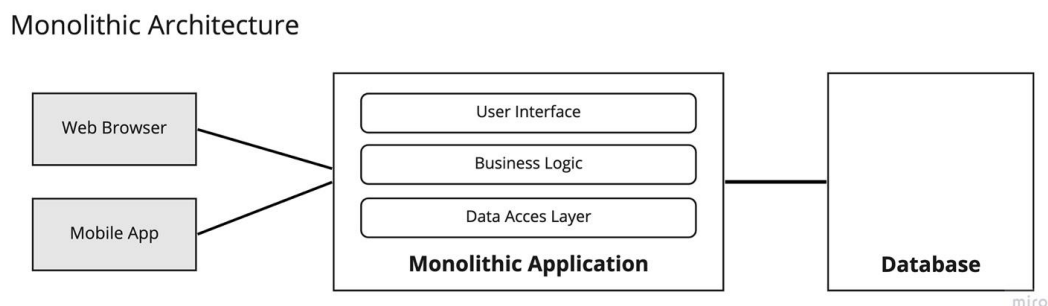 Monolithic Architecture
Web Browser
Mobile App
User Interface
Business Logic
Data Acces Layer
Monolithic Application
Database
miro